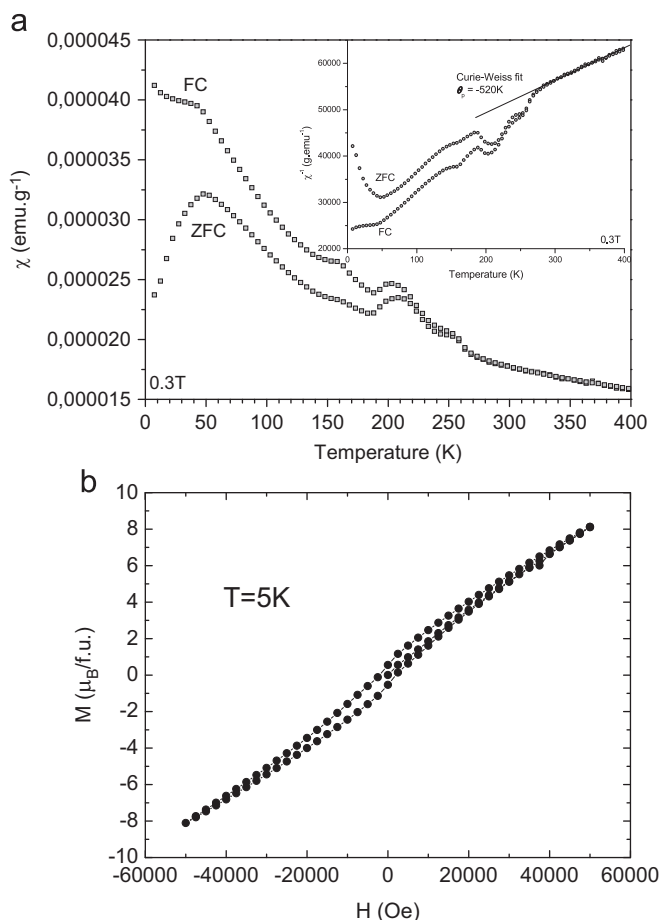 a
0,000045
0,000040
0,000035
0,000030
0,000025
0,000020
0,000015
χ (emu.g⁻¹)
FC
ZFC
0.3T
0 50 100 150 200 250 300 350 400
Temperature (K)
60000
50000
40000
30000
20000
χ⁻¹ (g.emu⁻¹)
Curie-Weiss fit
θp = -520K
ZFC
FC
0.3T
0 100 200 300 400
Temperature (K)
b
10
8
6
4
2
0
-2
-4
-6
-8
-10
M (μB/f.u.)
T=5K
-60000 -40000 -20000 0 20000 40000 60000
H (Oe)